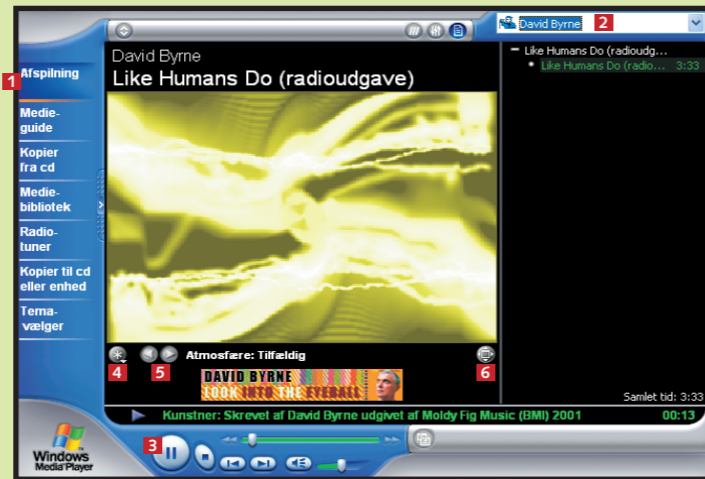 David Byrne 2
David Byrne
Like Humans Do (radioudgave)
Like Humans Do (radioudg...
Like Humans Do (radio... 3:33
1 Afspilning
Medie-
guide
Kopier
fra cd
Medie-
bibliotek
Radio-
tuner
Kopier til cd
eller enhed
Tema-
vælger
Atmosfære: Tilfældig
4 5 6
DAVID BYRNE
LOOK INTO THE EYEBALL
Samlet tid: 3:33
Kunstner: Skrevet af David Byrne udgivet af Moldy Fig Music (BMI) 2001 00:13
3
Windows
Media Player